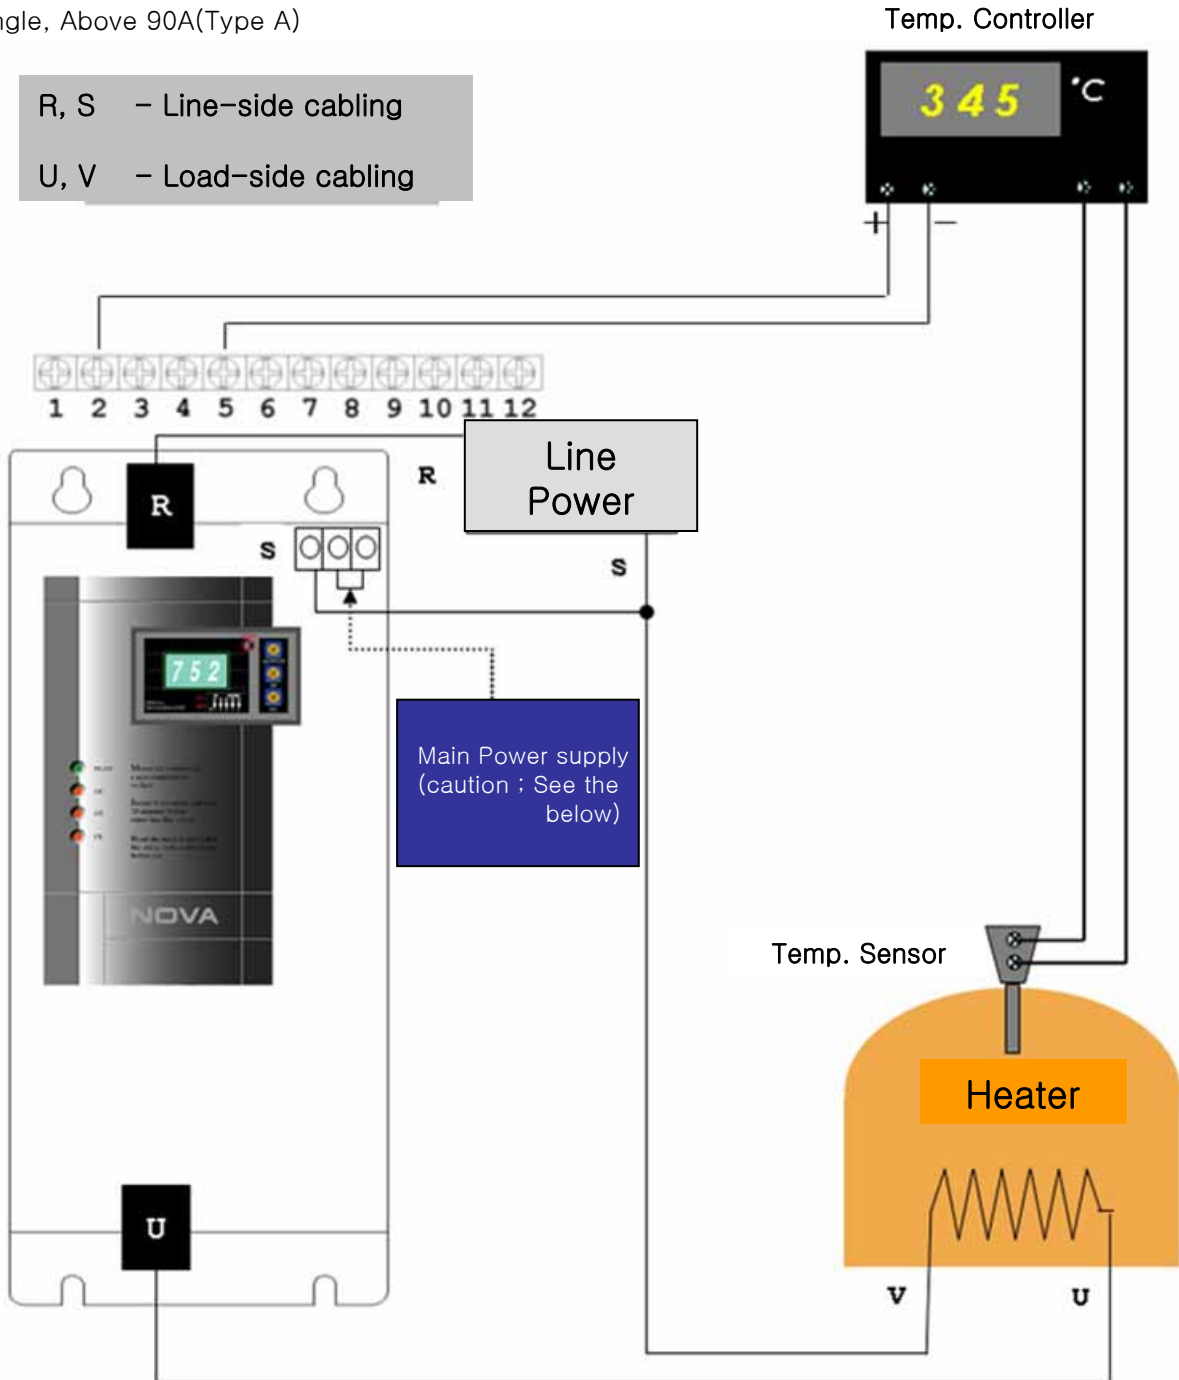 ngle, Above 90A(Type A)
Temp. Controller
R, S - Line-side cabling
U, V - Load-side cabling
345 °C
+ -
1 2 3 4 5 6 7 8 9 10 11 12
R
R
Line
Power
S
S
752
Main Power supply
(caution ; See the
below)
NOVA
Temp. Sensor
Heater
U
V U